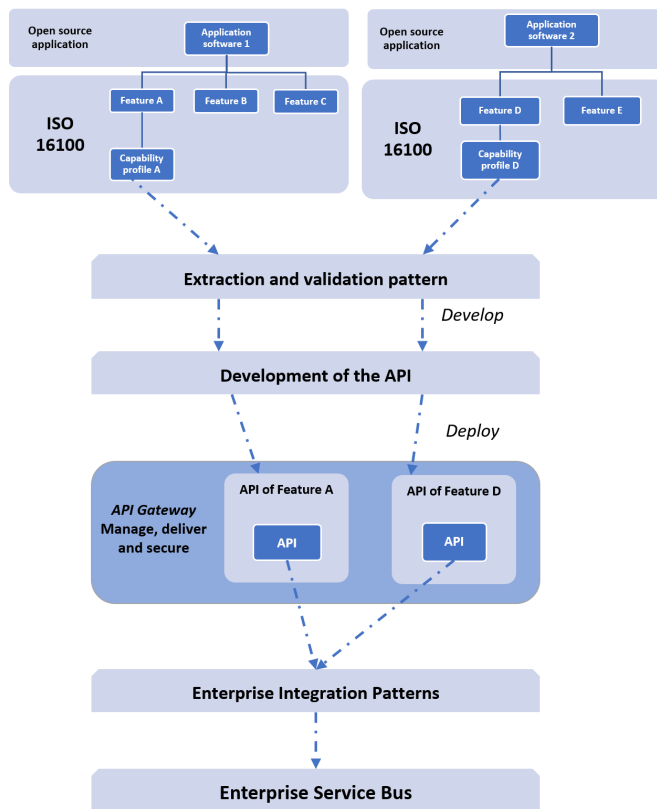 Open source
application
Application
software 1
Open source
application
Application
software 2
ISO
16100
Feature A
Feature B
Feature C
Capability
profile A
ISO
16100
Feature D
Feature E
Capability
profile D
Extraction and validation pattern
Develop
Development of the API
Deploy
API Gateway
Manage, deliver
and secure
API of Feature A
API
API of Feature D
API
Enterprise Integration Patterns
Enterprise Service Bus